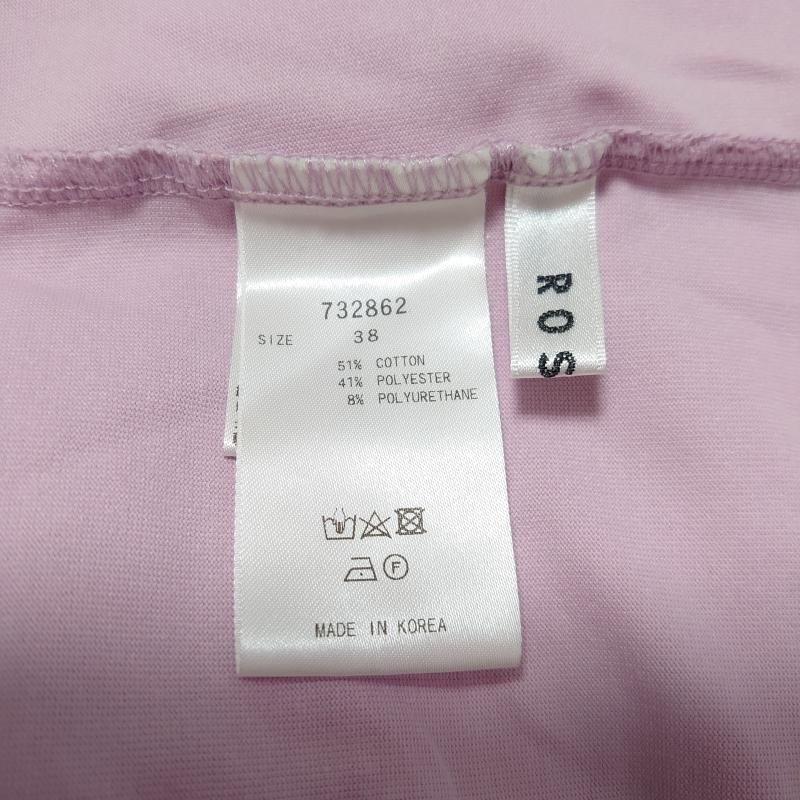 732862
SIZE 38
51% COTTON
41% POLYESTER
8% POLYURETHANE
F
MADE IN KOREA
ROS